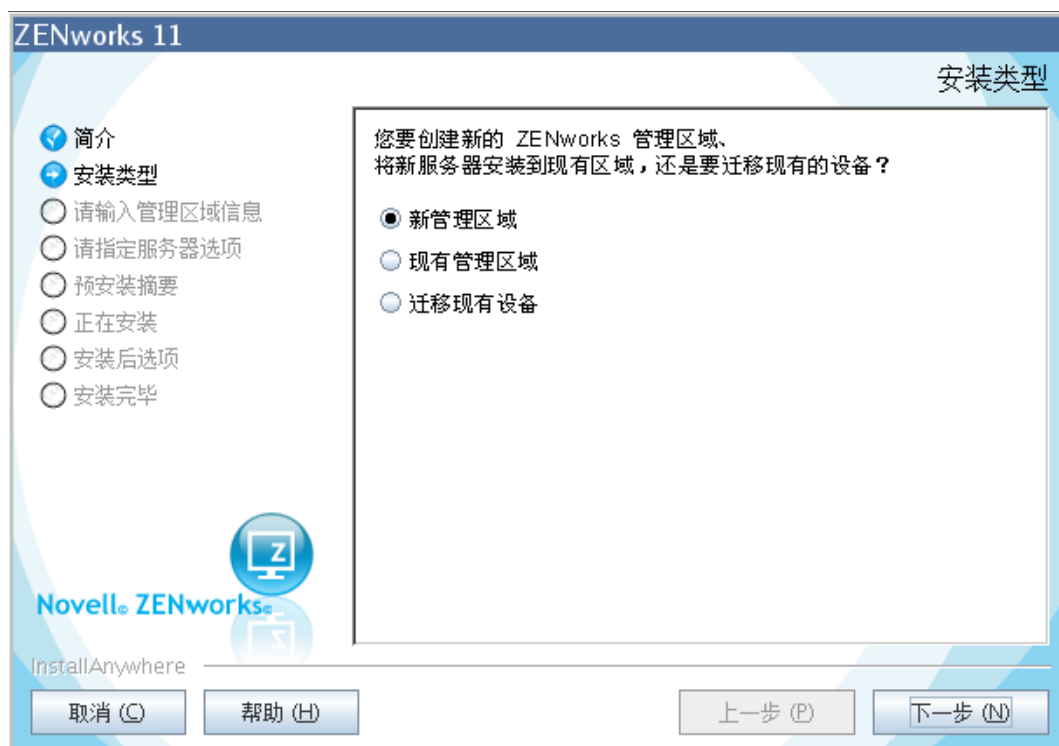 ZENworks 11
安装类型
简介
安装类型
请输入管理区域信息
请指定服务器选项
预安装摘要
正在安装
安装后选项
安装完毕
您要创建新的 ZENworks 管理区域、
将新服务器安装到现有区域，还是要迁移现有的设备？
新管理区域
现有管理区域
迁移现有设备
Z
Novell® ZENworks®
InstallAnywhere
取消 (C)
帮助 (H)
上一步 (P)
下一步 (N)